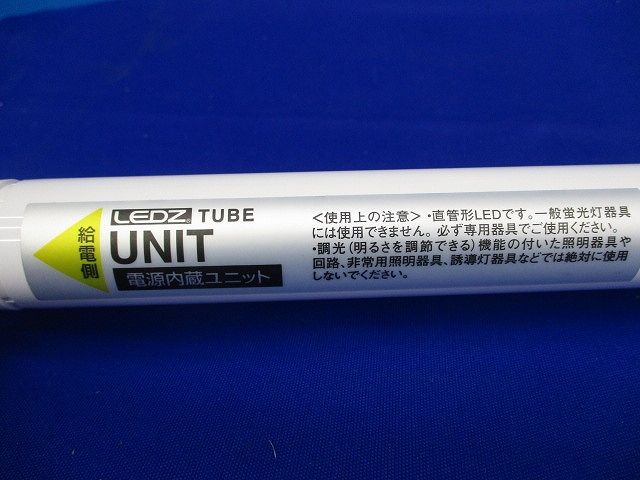 給電側
LEDZ® TUBE
UNIT
電源内蔵ユニット
<使用上の注意> ・直管形LEDです。一般蛍光灯器具
には使用できません。必ず専用器具でご使用ください。
・調光(明るさを調節できる)機能の付いた照明器具や
回路、非常用照明器具、誘導灯器具などでは絶対に使用
しないでください。